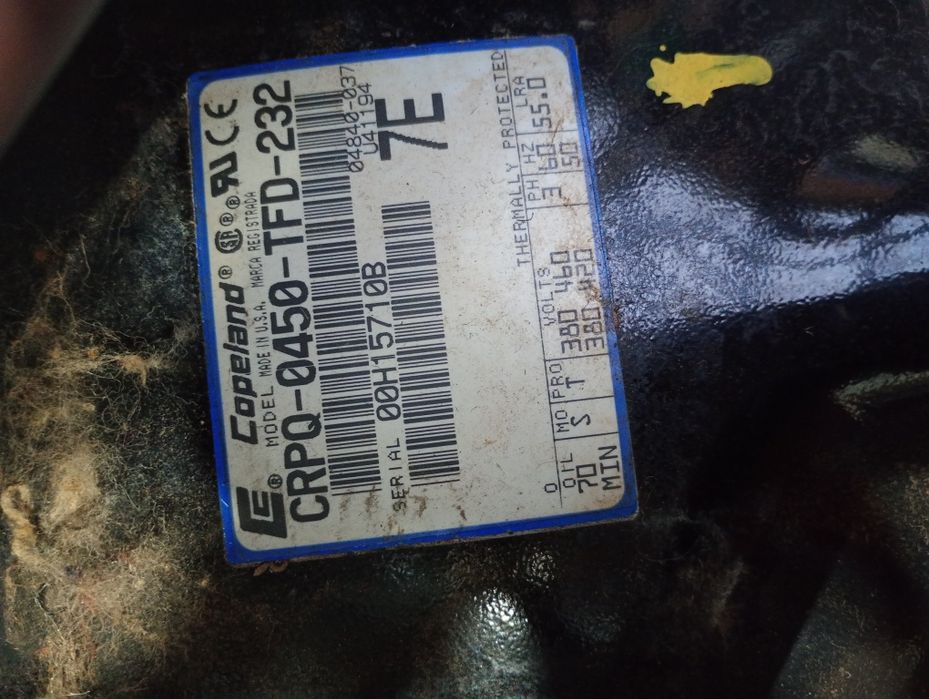 Copeland®
MODEL MADE IN U.S.A. MARCA REGISTRADA
CRPQ-0450-TFD-232
04840-037
U41194
SERIAL 00H15710B
7E
THERMALLY PROTECTED
OIL MO PRO VOLTS PH HZ LRA
70 S T 380 460 3 60 55.0
MIN 380 420 50